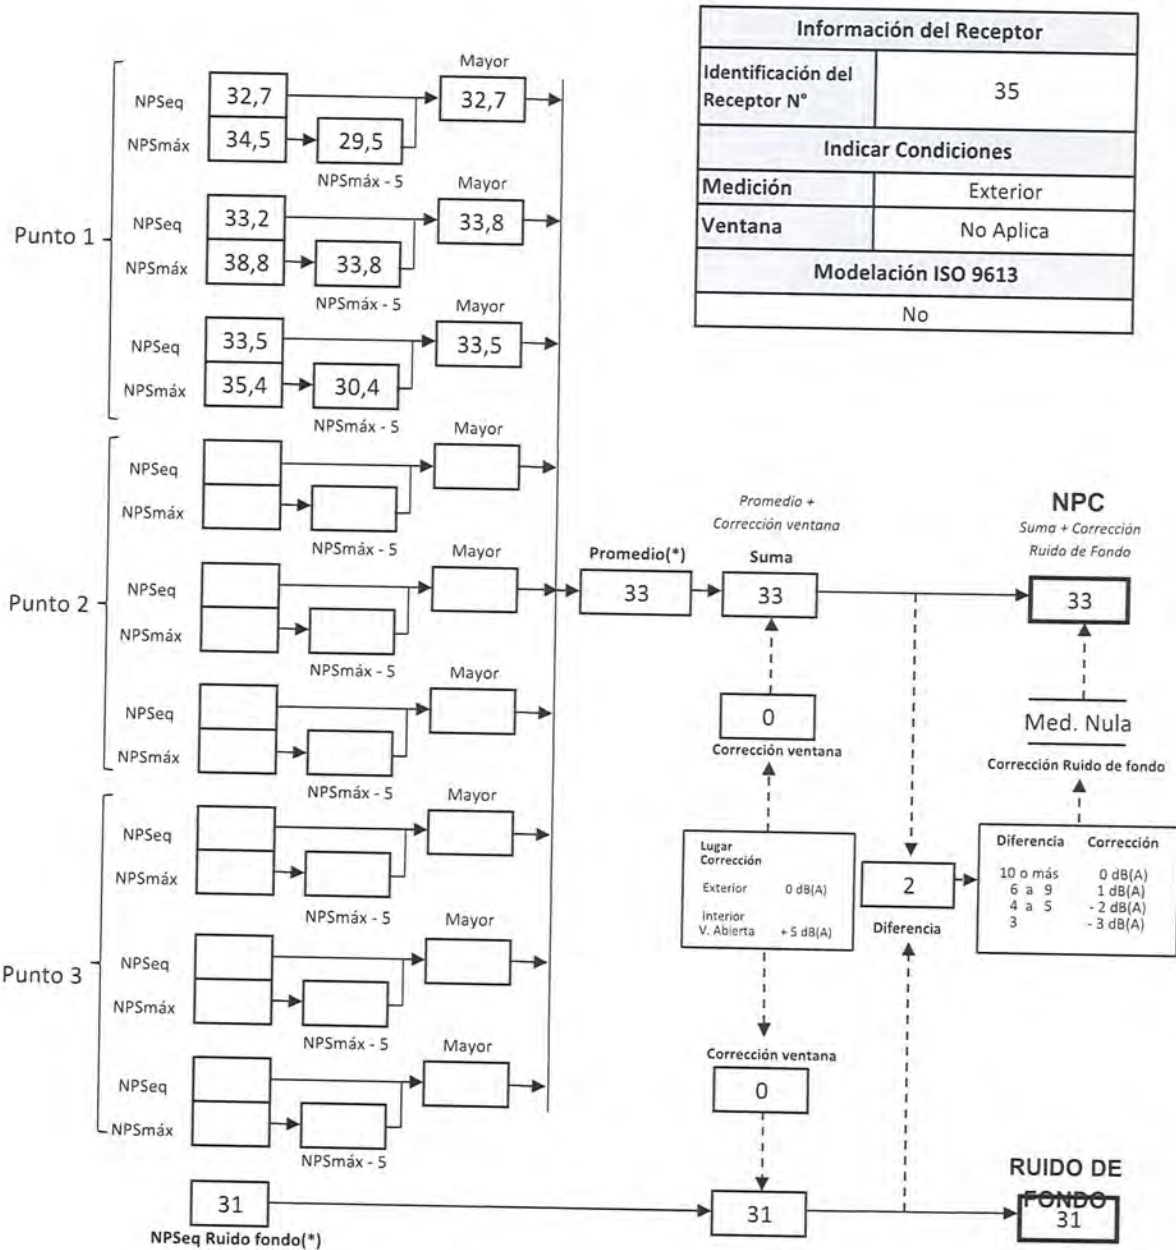 Información del Receptor
Identificación del Receptor N° 35
Indicar Condiciones
Medición Exterior
Ventana No Aplica
Modelación ISO 9613
No
Punto 1
Mayor
NPSeq 32,7 32,7
NPSmáx 34,5 29,5
NPSmáx - 5
Mayor
NPSeq 33,2 33,8
NPSmáx 38,8 33,8
NPSmáx - 5
Mayor
NPSeq 33,5 33,5
NPSmáx 35,4 30,4
NPSmáx - 5
Punto 2
Mayor
NPSeq
NPSmáx
NPSmáx - 5
Mayor
NPSeq
NPSmáx
NPSmáx - 5
Mayor
NPSeq
NPSmáx
NPSmáx - 5
Punto 3
Mayor
NPSeq
NPSmáx
NPSmáx - 5
Mayor
NPSeq
NPSmáx
NPSmáx - 5
Mayor
NPSeq
NPSmáx
NPSmáx - 5
31
NPSeq Ruido fondo(*)
Promedio(*)
33
Promedio +
Corrección ventana
Suma
33
0
Corrección ventana
Lugar
Corrección
Exterior 0 dB(A)
Interior
V. Abierta + 5 dB(A)
Corrección ventana
0
31
NPC
Suma + Corrección
Ruido de Fondo
33
Med. Nula
Corrección Ruido de fondo
Diferencia Corrección
10 o más 0 dB(A)
6 a 9 1 dB(A)
4 a 5 - 2 dB(A)
3 - 3 dB(A)
2
Diferencia
RUIDO DE
FONDO
31